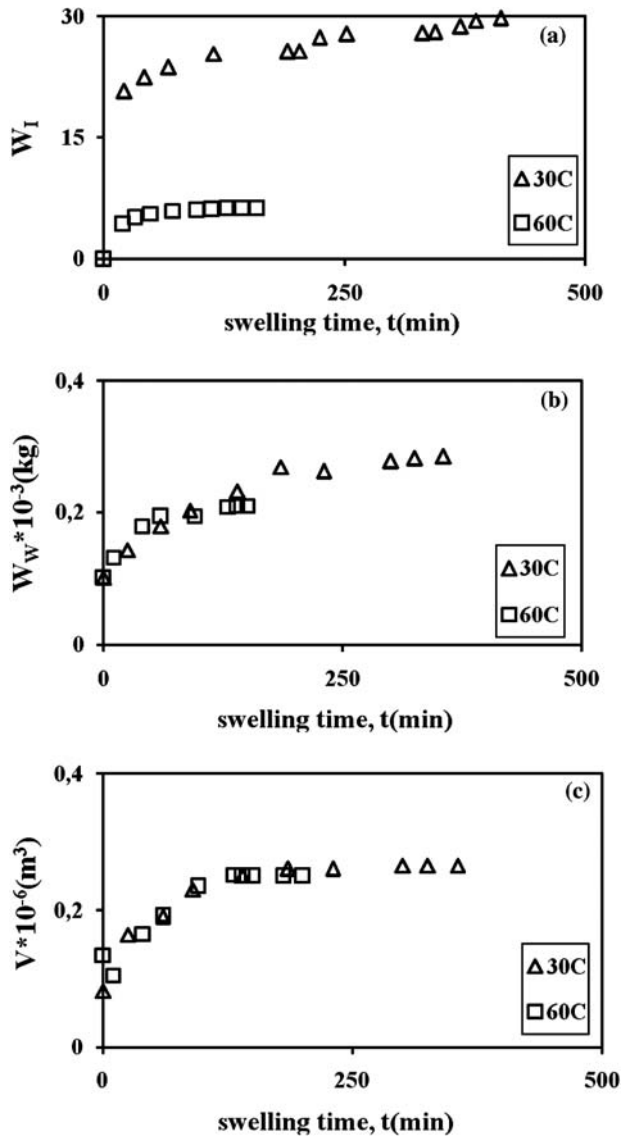 30
(a)
15
W_I
30C
60C
0
0 250 500
swelling time, t(min)
0,4
(b)
0,2
W_W*10⁻³(kg)
30C
60C
0
0 250 500
swelling time, t(min)
0,4
(c)
0,2
V*10⁻⁶(m³)
30C
60C
0
0 250 500
swelling time, t(min)